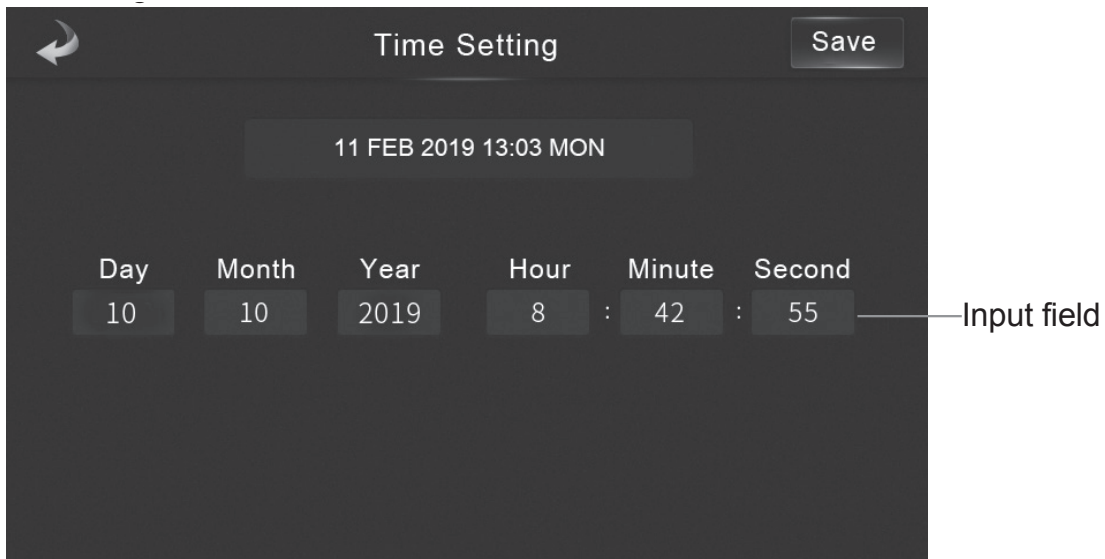 Time Setting Save
11 FEB 2019 13:03 MON
Day Month Year Hour Minute Second
10 10 2019 8 : 42 : 55 Input field